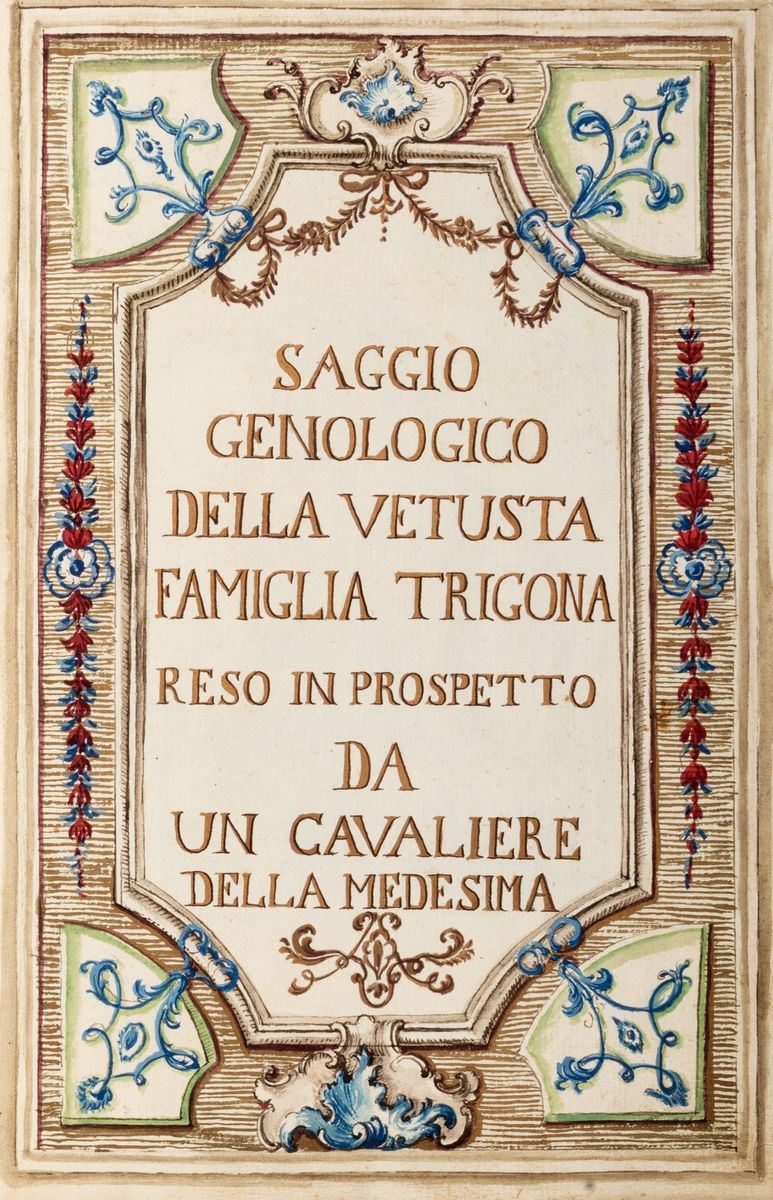 SAGGIO
GENOLOGICO
DELLA VETUSTA
FAMIGLIA TRIGONA
RESO IN PROSPETTO
DA
UN CAVALIERE
DELLA MEDESIMA